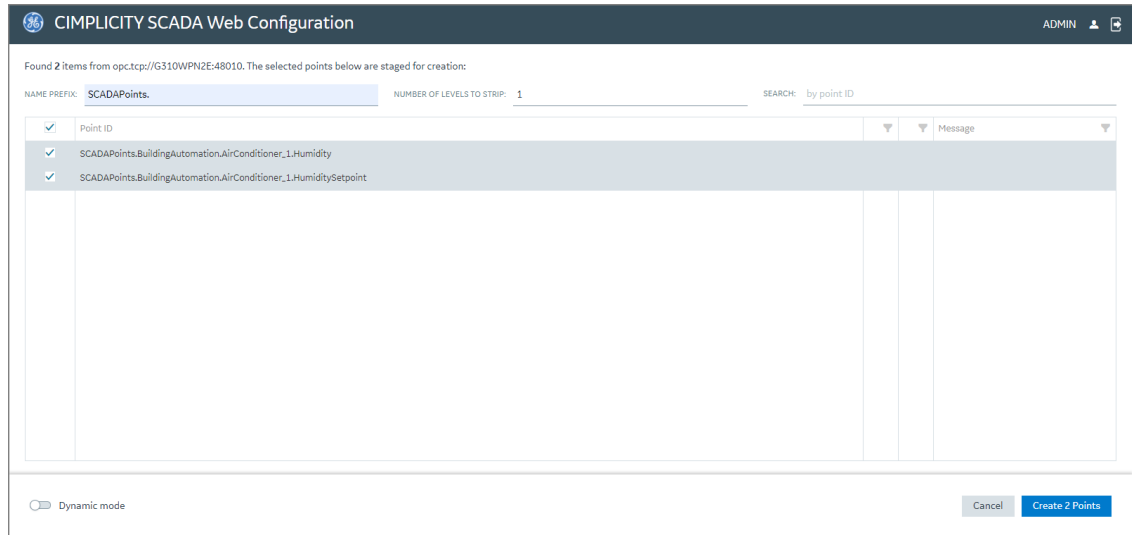 CIMPLICITY SCADA Web Configuration
ADMIN
Found 2 items from opc.tcp://G310WPN2E:48010. The selected points below are staged for creation:
NAME PREFIX: SCADAPoints. NUMBER OF LEVELS TO STRIP: 1 SEARCH: by point ID
Point ID Message
SCADAPoints.BuildingAutomation.AirConditioner_1.Humidity
SCADAPoints.BuildingAutomation.AirConditioner_1.HumiditySetpoint
Dynamic mode Cancel Create 2 Points